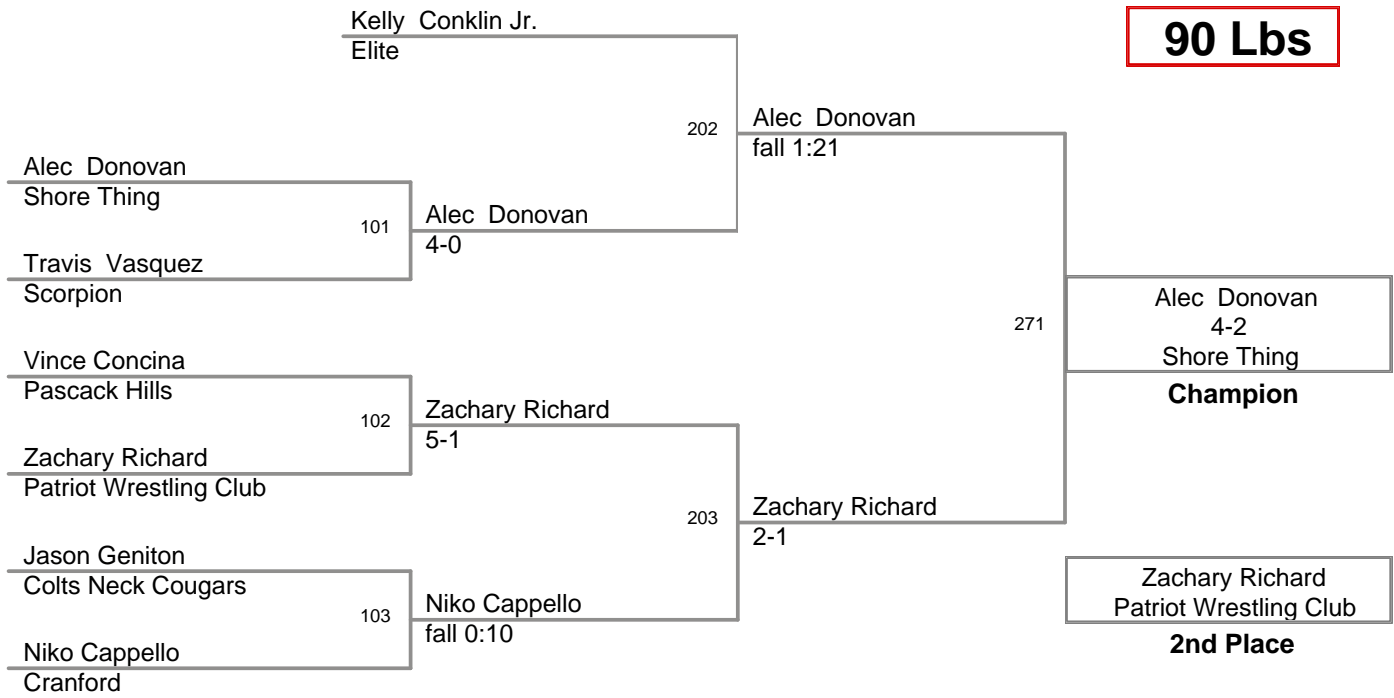 Kelly  Conklin Jr.
Elite
90 Lbs
202
Alec  Donovan
fall 1:21
Alec  Donovan
Shore Thing
101
Alec  Donovan
4-0
Travis  Vasquez
Scorpion
271
Alec  Donovan
4-2
Shore Thing
Champion
Vince Concina
Pascack Hills
102
Zachary Richard
5-1
Zachary Richard
Patriot Wrestling Club
203
Zachary Richard
2-1
Jason Geniton
Colts Neck Cougars
103
Niko Cappello
fall 0:10
Niko Cappello
Cranford
Zachary Richard
Patriot Wrestling Club
2nd Place